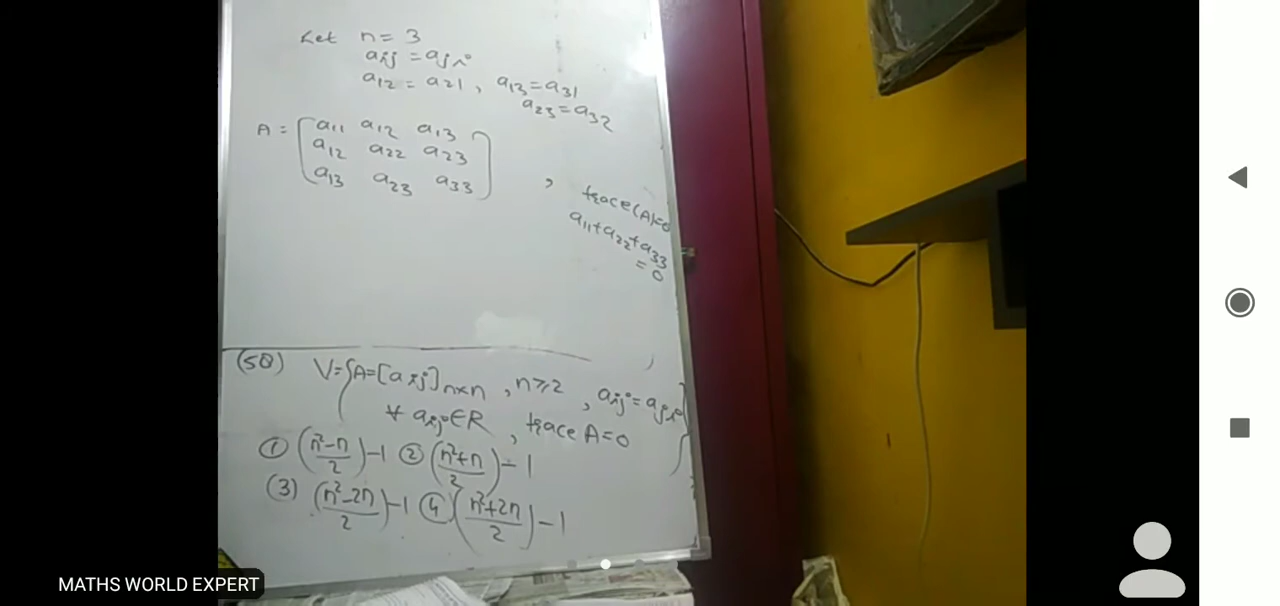 Let n = 3
aij = aji
a12 = a21 , a13 = a31
a23 = a32
A = [ a11 a12 a13
a12 a22 a23
a13 a23 a33 ] ,
trace(A)=0
a11+a22+a33
= 0
(58) V = { A = [aij]n×n , n≥2 , aij = aji
∀ aij ∈ R , trace A = 0 }
① (n²-n/2) - 1 ② (n²+n/2) - 1
(3) (n²-2n/2) - 1 ④ (n²+2n/2) - 1
MATHS WORLD EXPERT